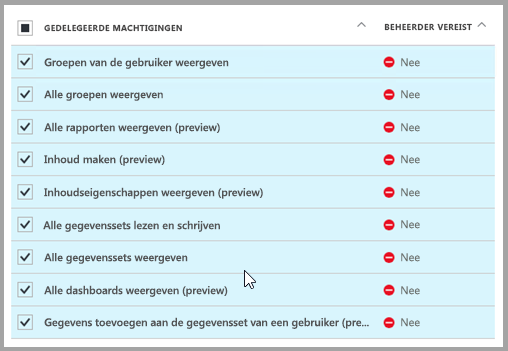 GEDELEGEERDE MACHTIGINGEN BEHEERDER VEREIST
Groepen van de gebruiker weergeven Nee
Alle groepen weergeven Nee
Alle rapporten weergeven (preview) Nee
Inhoud maken (preview) Nee
Inhoudseigenschappen weergeven (preview) Nee
Alle gegevenssets lezen en schrijven Nee
Alle gegevenssets weergeven Nee
Alle dashboards weergeven (preview) Nee
Gegevens toevoegen aan de gegevensset van een gebruiker (pre... Nee